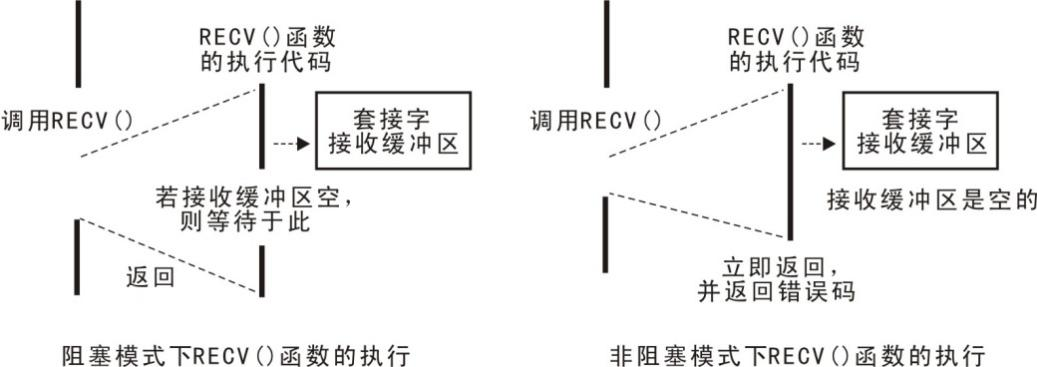 RECV()函数
的执行代码
调用RECV()
套接字
接收缓冲区
若接收缓冲区空，
则等待于此
返回
阻塞模式下RECV()函数的执行
RECV()函数
的执行代码
调用RECV()
套接字
接收缓冲区
接收缓冲区是空的
立即返回，
并返回错误码
非阻塞模式下RECV()函数的执行